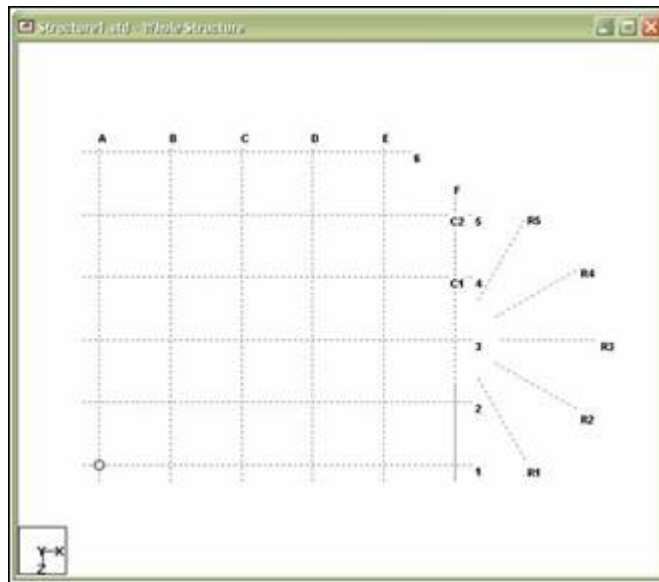 Structure1.std - Whole Structure
A B C D E
6
F
C2 5 R5
C1 4 R4
3 R3
2 R2
1 R1
Y X
Z